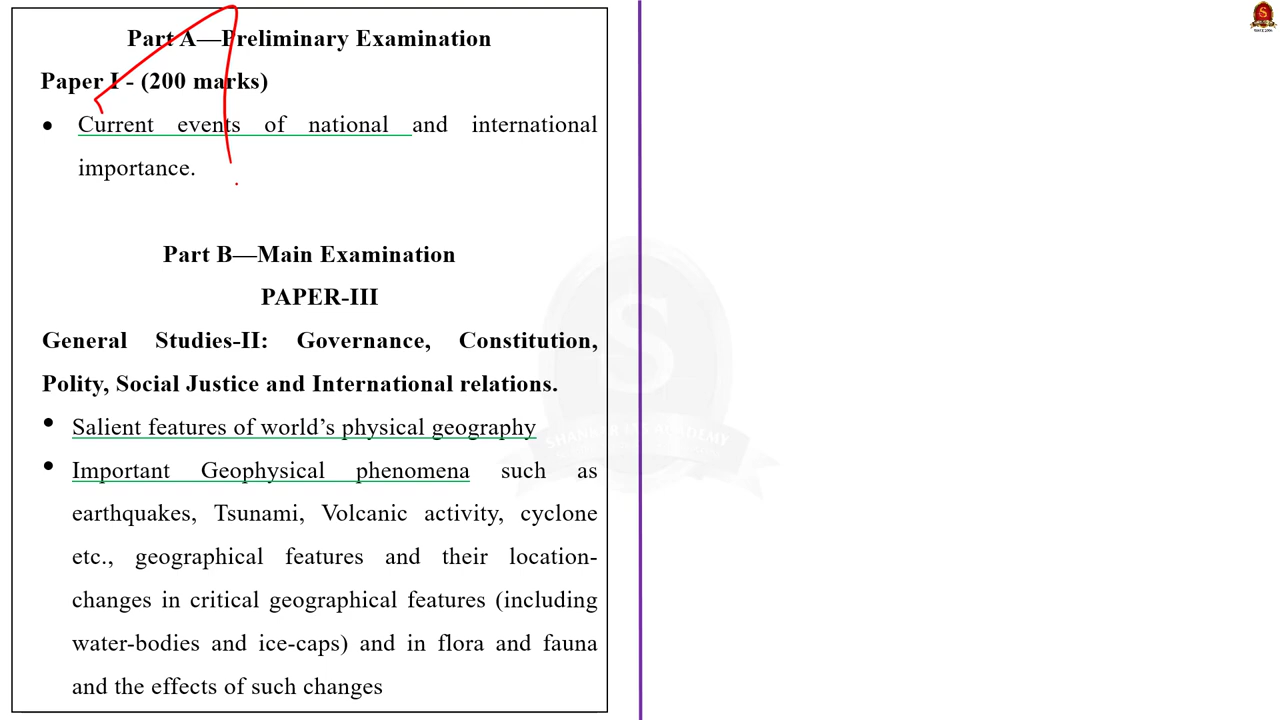 Part A—Preliminary Examination
Paper I - (200 marks)
• Current events of national and international
importance.
Part B—Main Examination
PAPER-III
General Studies-II: Governance, Constitution,
Polity, Social Justice and International relations.
• Salient features of world's physical geography
• Important Geophysical phenomena such as
earthquakes, Tsunami, Volcanic activity, cyclone
etc., geographical features and their location-
changes in critical geographical features (including
water-bodies and ice-caps) and in flora and fauna
and the effects of such changes
S
SHANKAR IAS ACADEMY
S